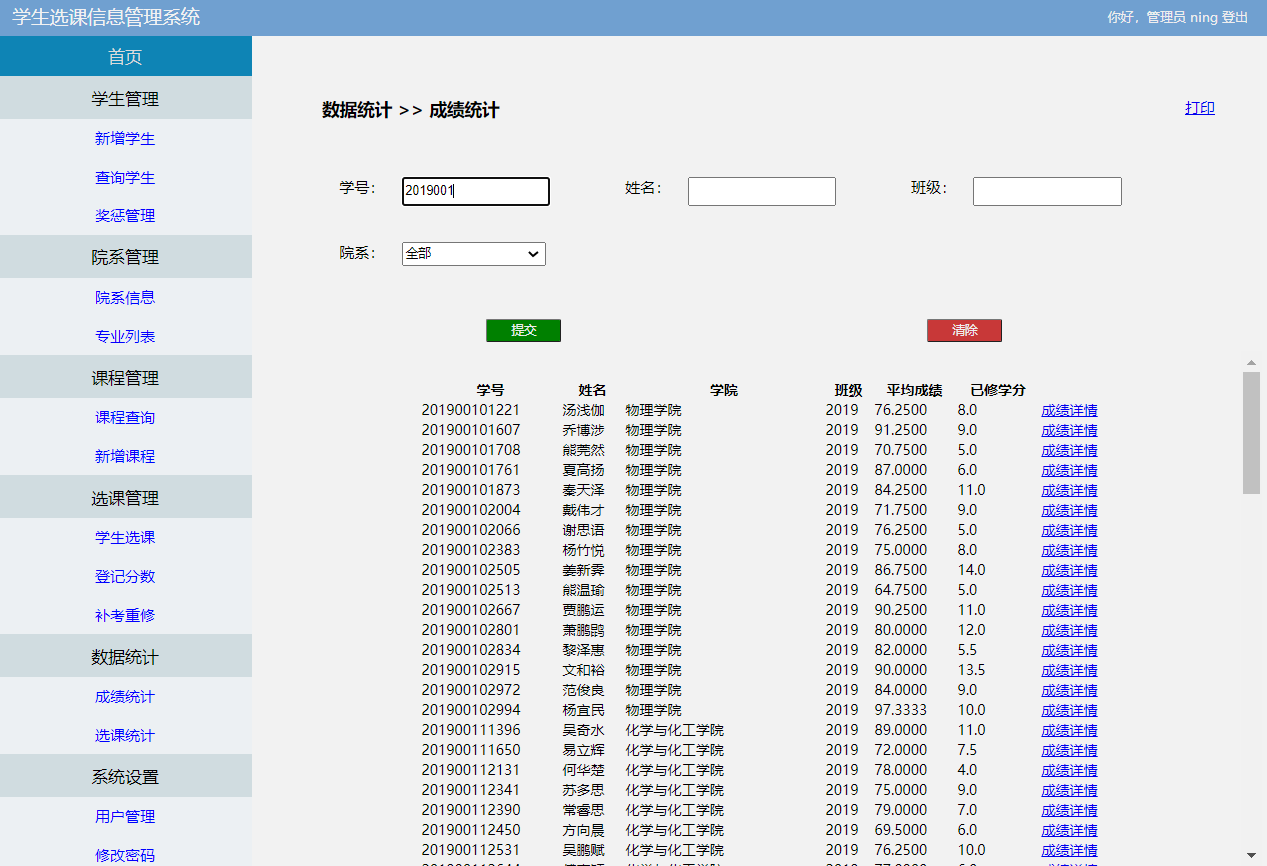 学生选课信息管理系统
你好，管理员 ning 登出
首页
学生管理
新增学生
查询学生
奖惩管理
院系管理
院系信息
专业列表
课程管理
课程查询
新增课程
选课管理
学生选课
登记分数
补考重修
数据统计
成绩统计
选课统计
系统设置
用户管理
修改密码
数据统计 >> 成绩统计
打印
学号： 2019001 姓名： 班级：
院系： 全部
提交 清除
学号 姓名 学院 班级 平均成绩 已修学分
201900101221 汤浅伽 物理学院 2019 76.2500 8.0 成绩详情
201900101607 乔博涉 物理学院 2019 91.2500 9.0 成绩详情
201900101708 熊莞然 物理学院 2019 70.7500 5.0 成绩详情
201900101761 夏高扬 物理学院 2019 87.0000 6.0 成绩详情
201900101873 秦天泽 物理学院 2019 84.2500 11.0 成绩详情
201900102004 戴伟才 物理学院 2019 71.7500 9.0 成绩详情
201900102066 谢思语 物理学院 2019 76.2500 5.0 成绩详情
201900102383 杨竹悦 物理学院 2019 75.0000 8.0 成绩详情
201900102505 姜新霁 物理学院 2019 86.7500 14.0 成绩详情
201900102513 熊温瑜 物理学院 2019 64.7500 5.0 成绩详情
201900102667 贾鹏运 物理学院 2019 90.2500 11.0 成绩详情
201900102801 萧鹏鹍 物理学院 2019 80.0000 12.0 成绩详情
201900102834 黎泽惠 物理学院 2019 82.0000 5.5 成绩详情
201900102915 文和裕 物理学院 2019 90.0000 13.5 成绩详情
201900102972 范俊良 物理学院 2019 84.0000 9.0 成绩详情
201900102994 杨宜民 物理学院 2019 97.3333 10.0 成绩详情
201900111396 吴奇水 化学与化工学院 2019 89.0000 11.0 成绩详情
201900111650 易立辉 化学与化工学院 2019 72.0000 7.5 成绩详情
201900112131 何华楚 化学与化工学院 2019 78.0000 4.0 成绩详情
201900112341 苏多思 化学与化工学院 2019 75.0000 9.0 成绩详情
201900112390 常睿思 化学与化工学院 2019 79.0000 7.0 成绩详情
201900112450 方向晨 化学与化工学院 2019 69.5000 6.0 成绩详情
201900112531 吴鹏赋 化学与化工学院 2019 76.2500 10.0 成绩详情